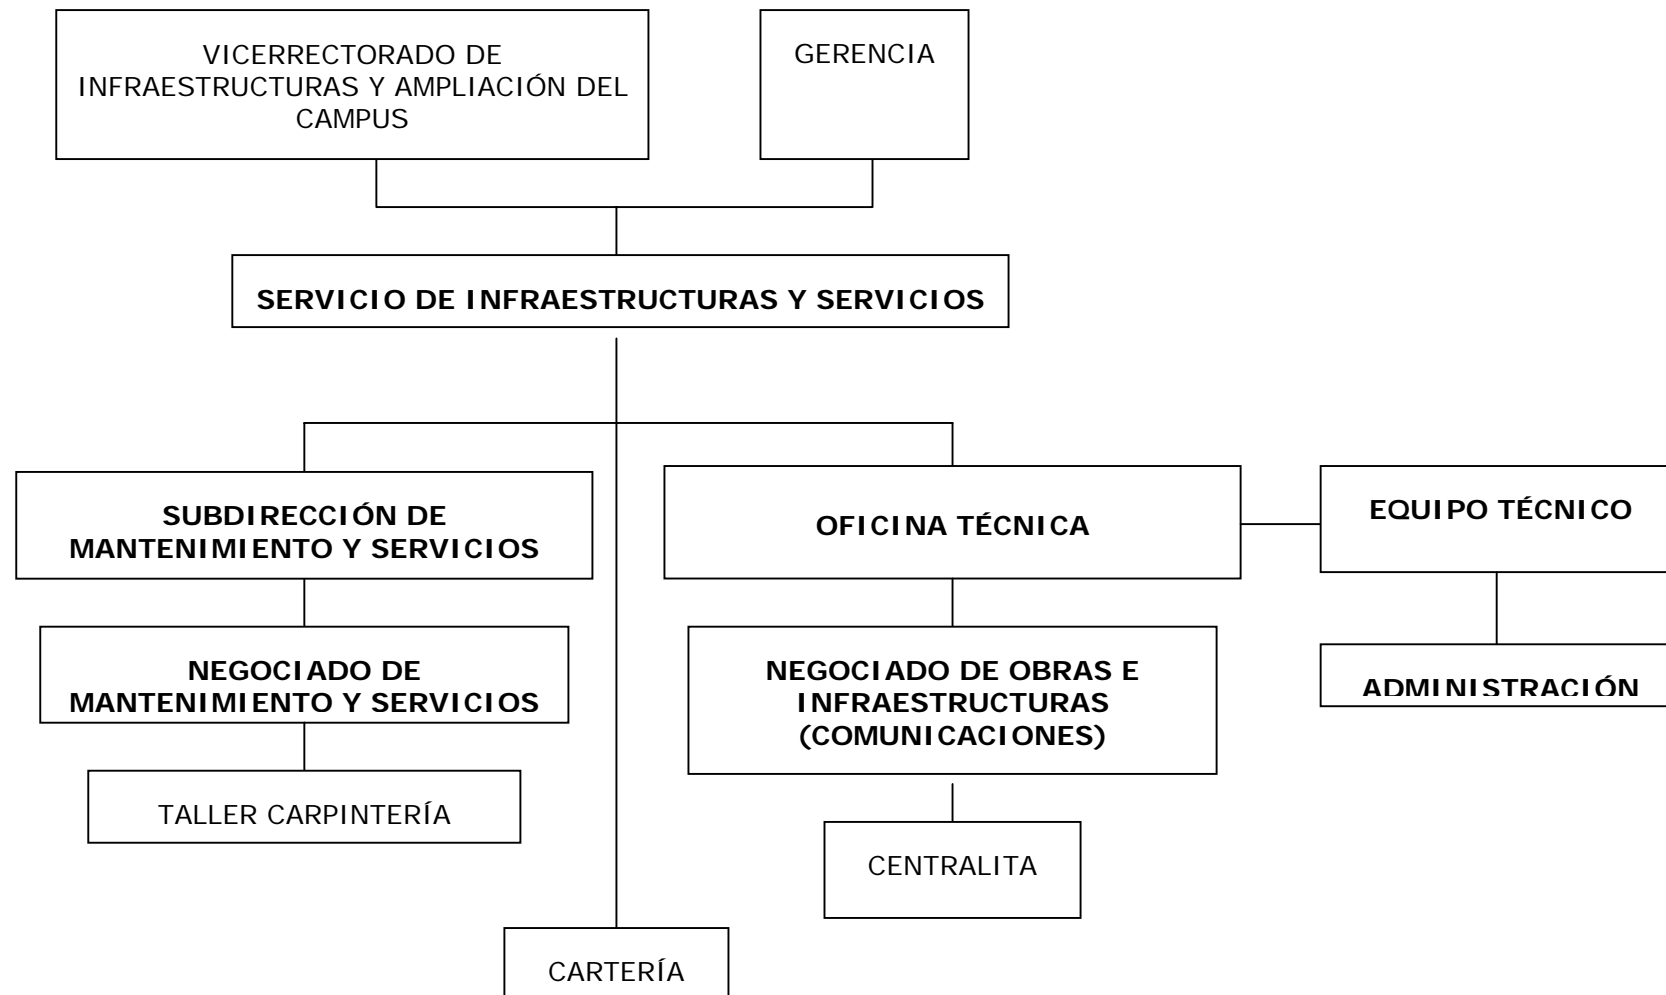 VICERRECTORADO DE
INFRAESTRUCTURAS Y AMPLIACIÓN DEL
CAMPUS
GERENCIA
SERVICIO DE INFRAESTRUCTURAS Y SERVICIOS
SUBDIRECCIÓN DE
MANTENIMIENTO Y SERVICIOS
OFICINA TÉCNICA
EQUIPO TÉCNICO
NEGOCIADO DE
MANTENIMIENTO Y SERVICIOS
NEGOCIADO DE OBRAS E
INFRAESTRUCTURAS
(COMUNICACIONES)
ADMINISTRACIÓN
TALLER CARPINTERÍA
CENTRALITA
CARTERÍA